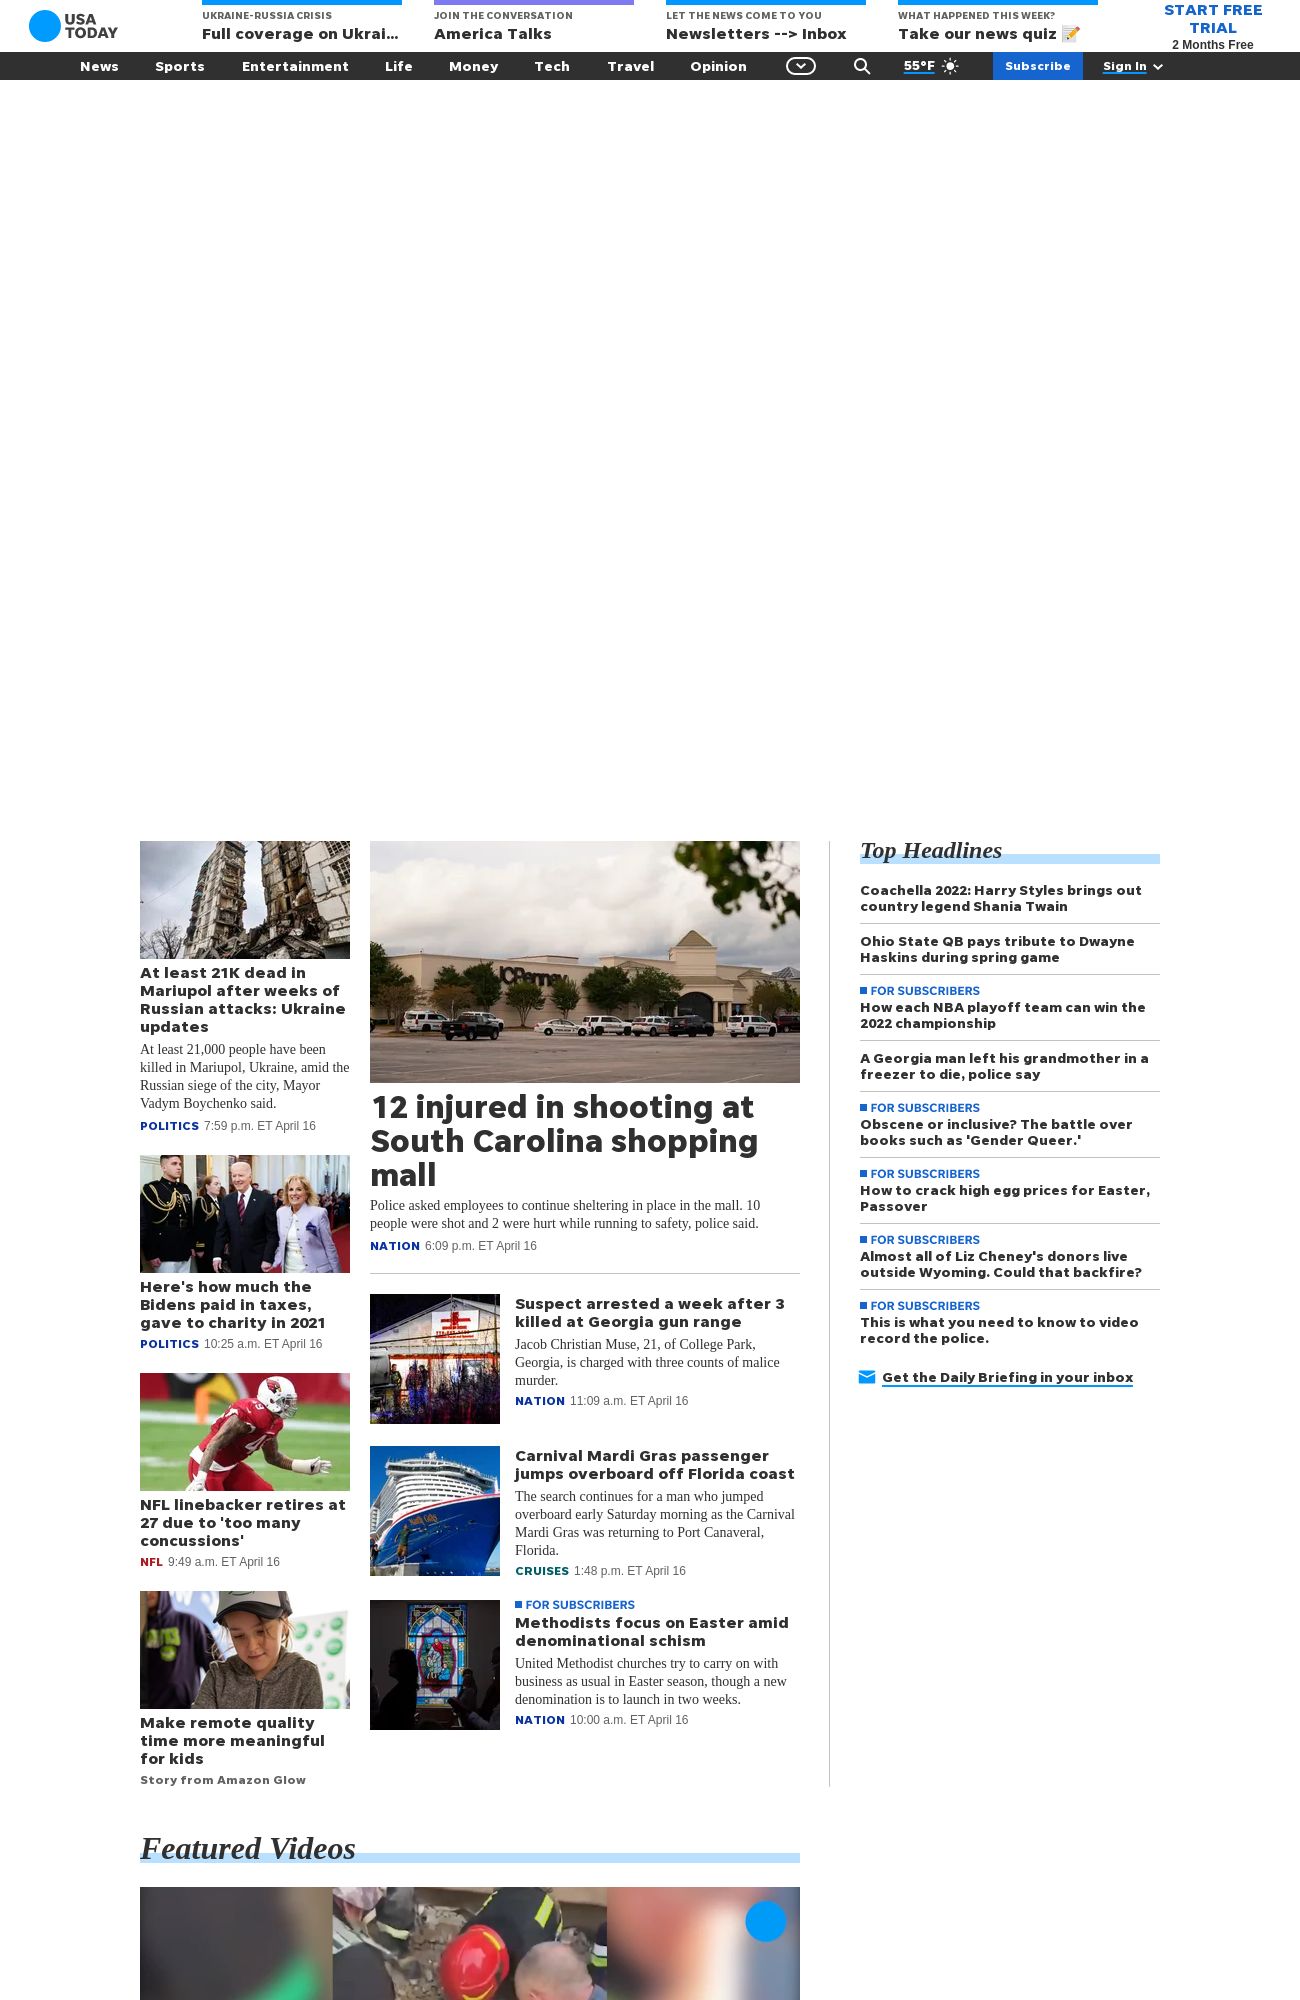 USA
TODAY
UKRAINE-RUSSIA CRISIS
Full coverage on Ukrai...
JOIN THE CONVERSATION
America Talks
LET THE NEWS COME TO YOU
Newsletters --> Inbox
WHAT HAPPENED THIS WEEK?
Take our news quiz 📝
START FREE
TRIAL
2 Months Free
News Sports Entertainment Life Money Tech Travel Opinion 55°F Subscribe Sign In
At least 21K dead in
Mariupol after weeks of
Russian attacks: Ukraine
updates
At least 21,000 people have been
killed in Mariupol, Ukraine, amid the
Russian siege of the city, Mayor
Vadym Boychenko said.
POLITICS 7:59 p.m. ET April 16
Here's how much the
Bidens paid in taxes,
gave to charity in 2021
POLITICS 10:25 a.m. ET April 16
NFL linebacker retires at
27 due to 'too many
concussions'
NFL 9:49 a.m. ET April 16
Make remote quality
time more meaningful
for kids
Story from Amazon Glow
JCPenney
12 injured in shooting at
South Carolina shopping
mall
Police asked employees to continue sheltering in place in the mall. 10
people were shot and 2 were hurt while running to safety, police said.
NATION 6:09 p.m. ET April 16
Suspect arrested a week after 3
killed at Georgia gun range
Jacob Christian Muse, 21, of College Park,
Georgia, is charged with three counts of malice
murder.
NATION 11:09 a.m. ET April 16
Mardi Gras
Carnival Mardi Gras passenger
jumps overboard off Florida coast
The search continues for a man who jumped
overboard early Saturday morning as the Carnival
Mardi Gras was returning to Port Canaveral,
Florida.
CRUISES 1:48 p.m. ET April 16
FOR SUBSCRIBERS
Methodists focus on Easter amid
denominational schism
United Methodist churches try to carry on with
business as usual in Easter season, though a new
denomination is to launch in two weeks.
NATION 10:00 a.m. ET April 16
Top Headlines
Coachella 2022: Harry Styles brings out
country legend Shania Twain
Ohio State QB pays tribute to Dwayne
Haskins during spring game
FOR SUBSCRIBERS
How each NBA playoff team can win the
2022 championship
A Georgia man left his grandmother in a
freezer to die, police say
FOR SUBSCRIBERS
Obscene or inclusive? The battle over
books such as 'Gender Queer.'
FOR SUBSCRIBERS
How to crack high egg prices for Easter,
Passover
FOR SUBSCRIBERS
Almost all of Liz Cheney's donors live
outside Wyoming. Could that backfire?
FOR SUBSCRIBERS
This is what you need to know to video
record the police.
Get the Daily Briefing in your inbox
Featured Videos